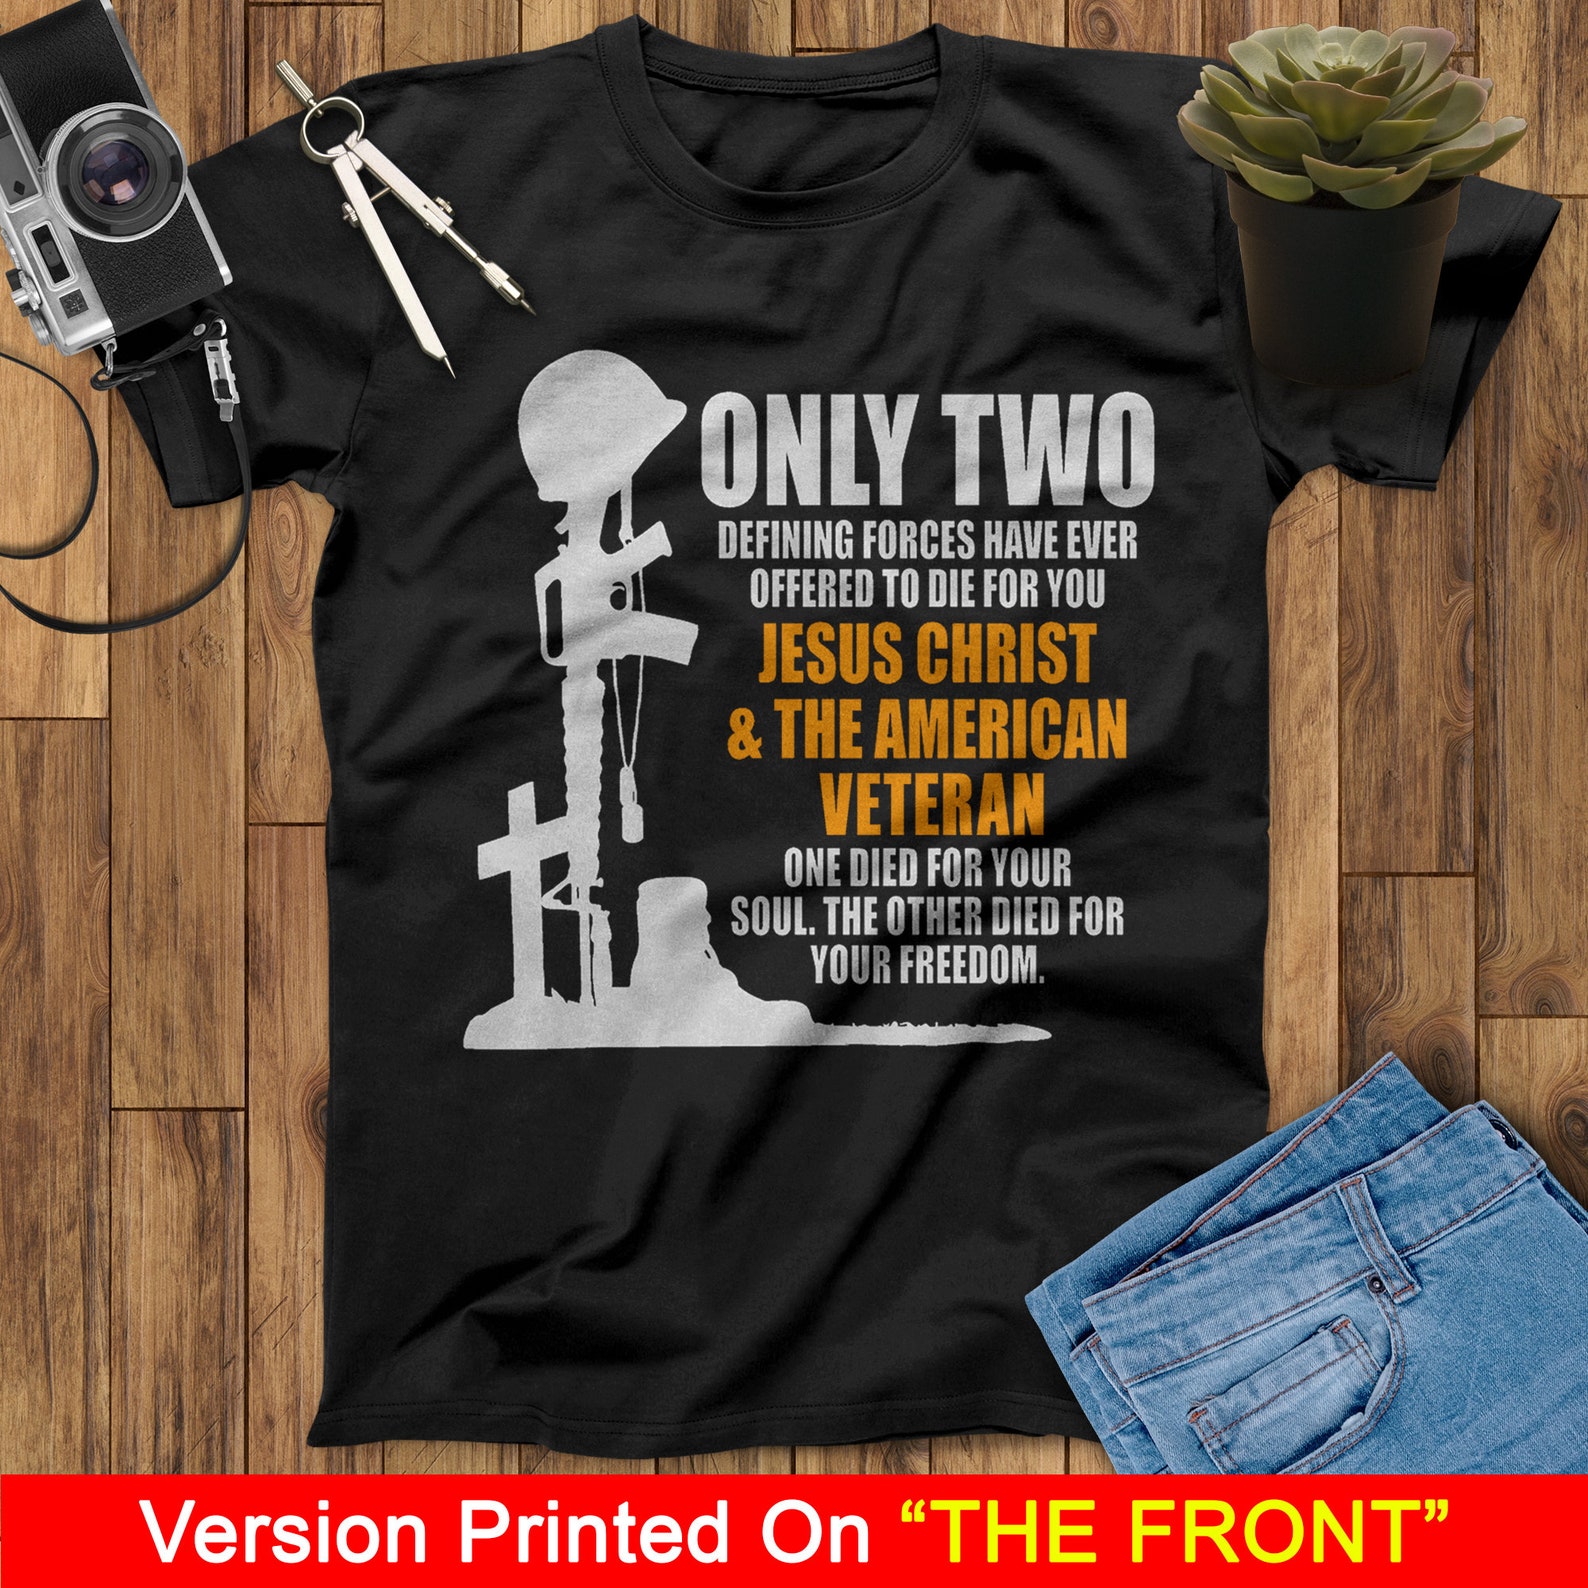 ONLY TWO
DEFINING FORCES HAVE EVER
OFFERED TO DIE FOR YOU
JESUS CHRIST
& THE AMERICAN
VETERAN
ONE DIED FOR YOUR
SOUL. THE OTHER DIED FOR
YOUR FREEDOM.
Version Printed On “THE FRONT”